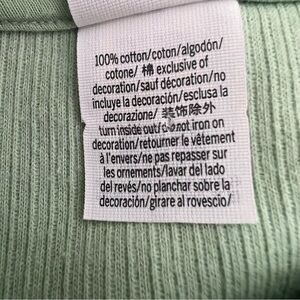 100% cotton/coton/algodón/
cotone/ 棉 exclusive of
decoration/sauf décoration/no
incluye la decoración/esclusa la
decorazione/ 装饰除外
turn inside out/do not iron on
decoration/retourner le vêtement
à l'envers/ne pas repasser sur
les ornements/lavar del lado
del revés/no planchar sobre la
decoración/girare al rovescio/